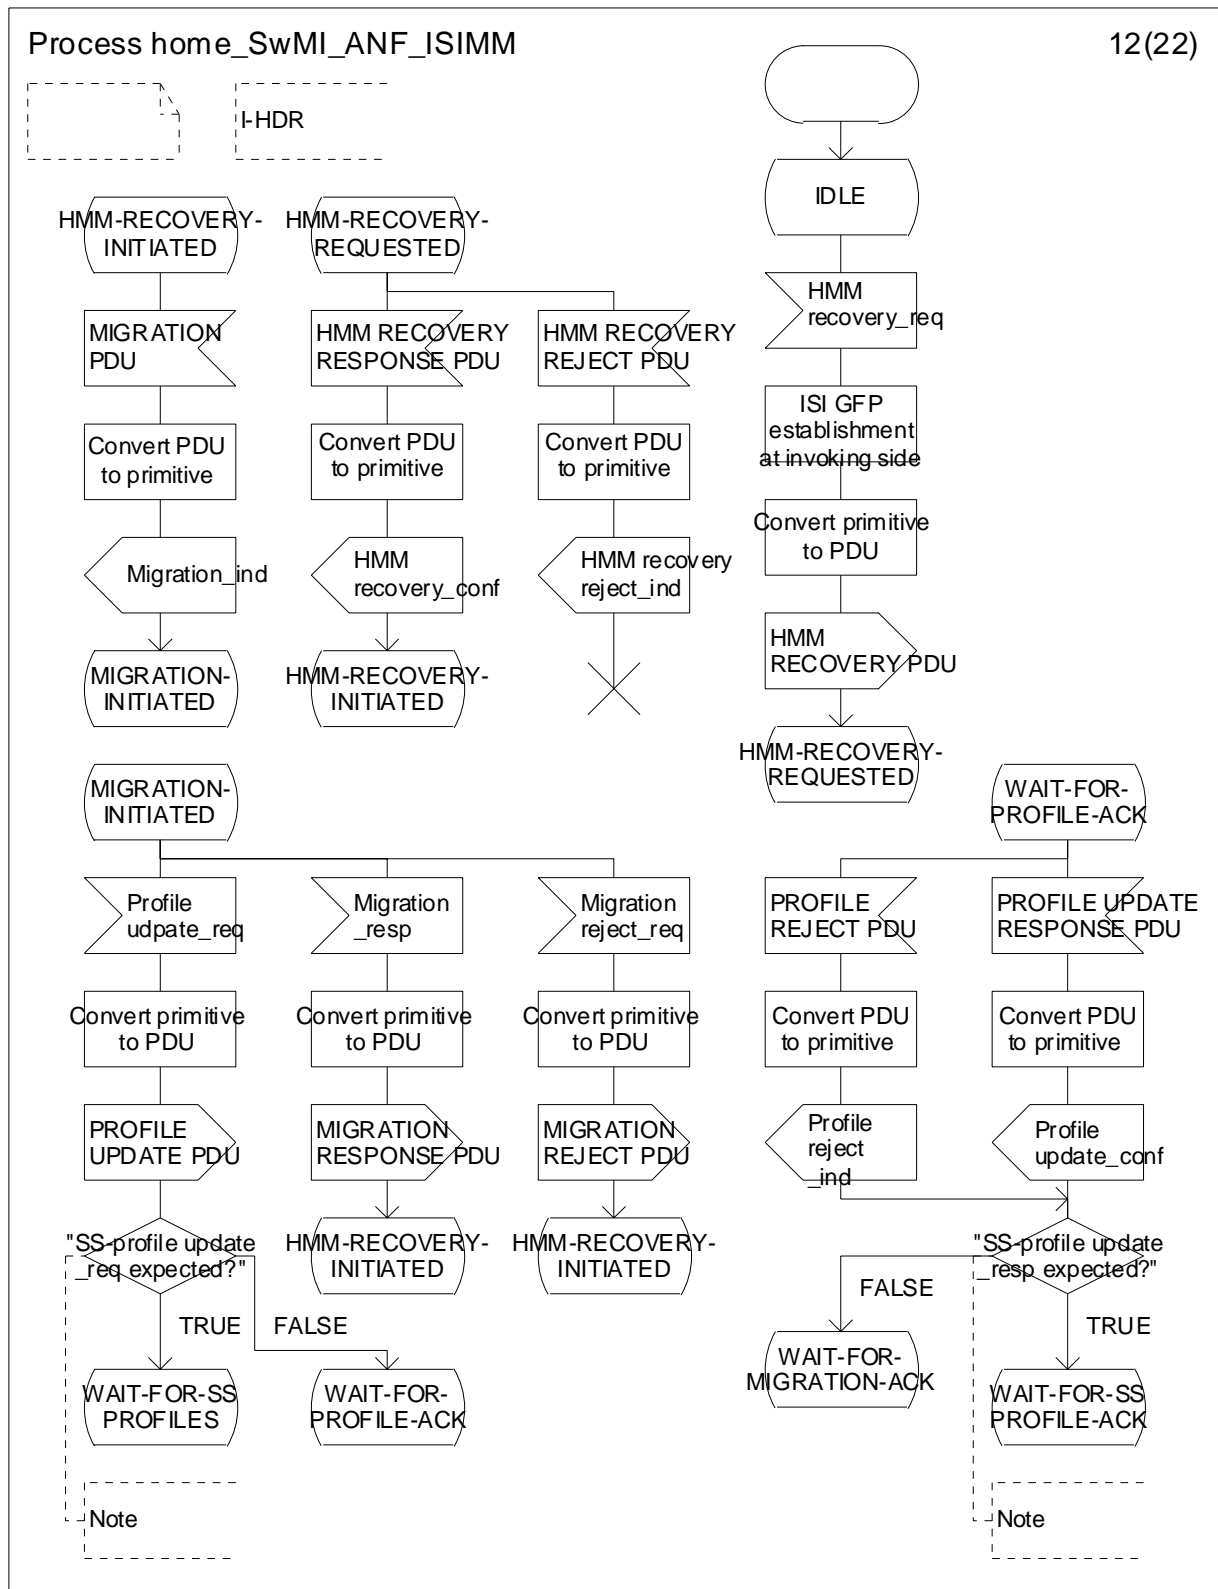 Process home_SwMI_ANF_ISIMM
12(22)
I-HDR
IDLE
HMM
recovery_req
ISI GFP
establishment
at invoking side
Convert primitive
to PDU
HMM
RECOVERY PDU
HMM-RECOVERY-
REQUESTED
HMM-RECOVERY-
INITIATED
MIGRATION
PDU
Convert PDU
to primitive
Migration_ind
MIGRATION-
INITIATED
HMM-RECOVERY-
REQUESTED
HMM RECOVERY
RESPONSE PDU
Convert PDU
to primitive
HMM
recovery_conf
HMM-RECOVERY-
INITIATED
HMM RECOVERY
REJECT PDU
Convert PDU
to primitive
HMM recovery
reject_ind
MIGRATION-
INITIATED
Profile
udpate_req
Convert primitive
to PDU
PROFILE
UPDATE PDU
"SS-profile update
_req expected?"
TRUE
FALSE
WAIT-FOR-SS
PROFILES
WAIT-FOR-
PROFILE-ACK
Note
Migration
_resp
Convert primitive
to PDU
MIGRATION
RESPONSE PDU
HMM-RECOVERY-
INITIATED
Migration
reject_req
Convert primitive
to PDU
MIGRATION
REJECT PDU
HMM-RECOVERY-
INITIATED
WAIT-FOR-
PROFILE-ACK
PROFILE
REJECT PDU
Convert PDU
to primitive
Profile
reject
_ind
PROFILE UPDATE
RESPONSE PDU
Convert PDU
to primitive
Profile
update_conf
"SS-profile update
_resp expected?"
FALSE
TRUE
WAIT-FOR-
MIGRATION-ACK
WAIT-FOR-SS
PROFILE-ACK
Note